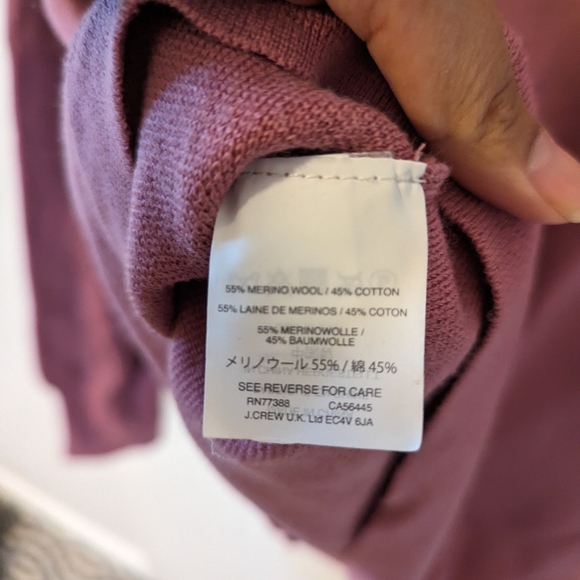 55% MERINO WOOL / 45% COTTON
55% LAINE DE MERINOS / 45% COTON
55% MERINOWOLLE /
45% BAUMWOLLE
メリノウール 55% / 綿 45%
SEE REVERSE FOR CARE
RN77388 CA56445
J.CREW U.K. Ltd EC4V 6JA